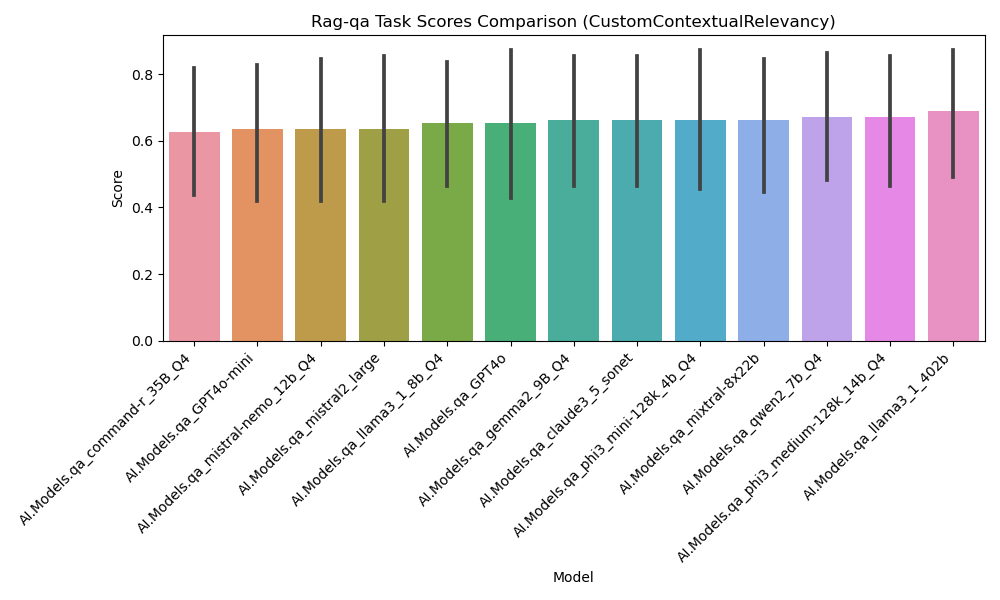 Rag-qa Task Scores Comparison (CustomContextualRelevancy)
Score
0.8
0.6
0.4
0.2
0.0
AI.Models.qa_command-r_35B_Q4
AI.Models.qa_GPT4o-mini
AI.Models.qa_mistral-nemo_12b_Q4
AI.Models.qa_mistral2_large
AI.Models.qa_llama3_1_8b_Q4
AI.Models.qa_GPT4o
AI.Models.qa_gemma2_9B_Q4
AI.Models.qa_claude3_5_sonet
AI.Models.qa_phi3_mini-128k_4b_Q4
AI.Models.qa_mixtral-8x22b
AI.Models.qa_qwen2_7b_Q4
AI.Models.qa_phi3_medium-128k_14b_Q4
AI.Models.qa_llama3_1_402b
Model